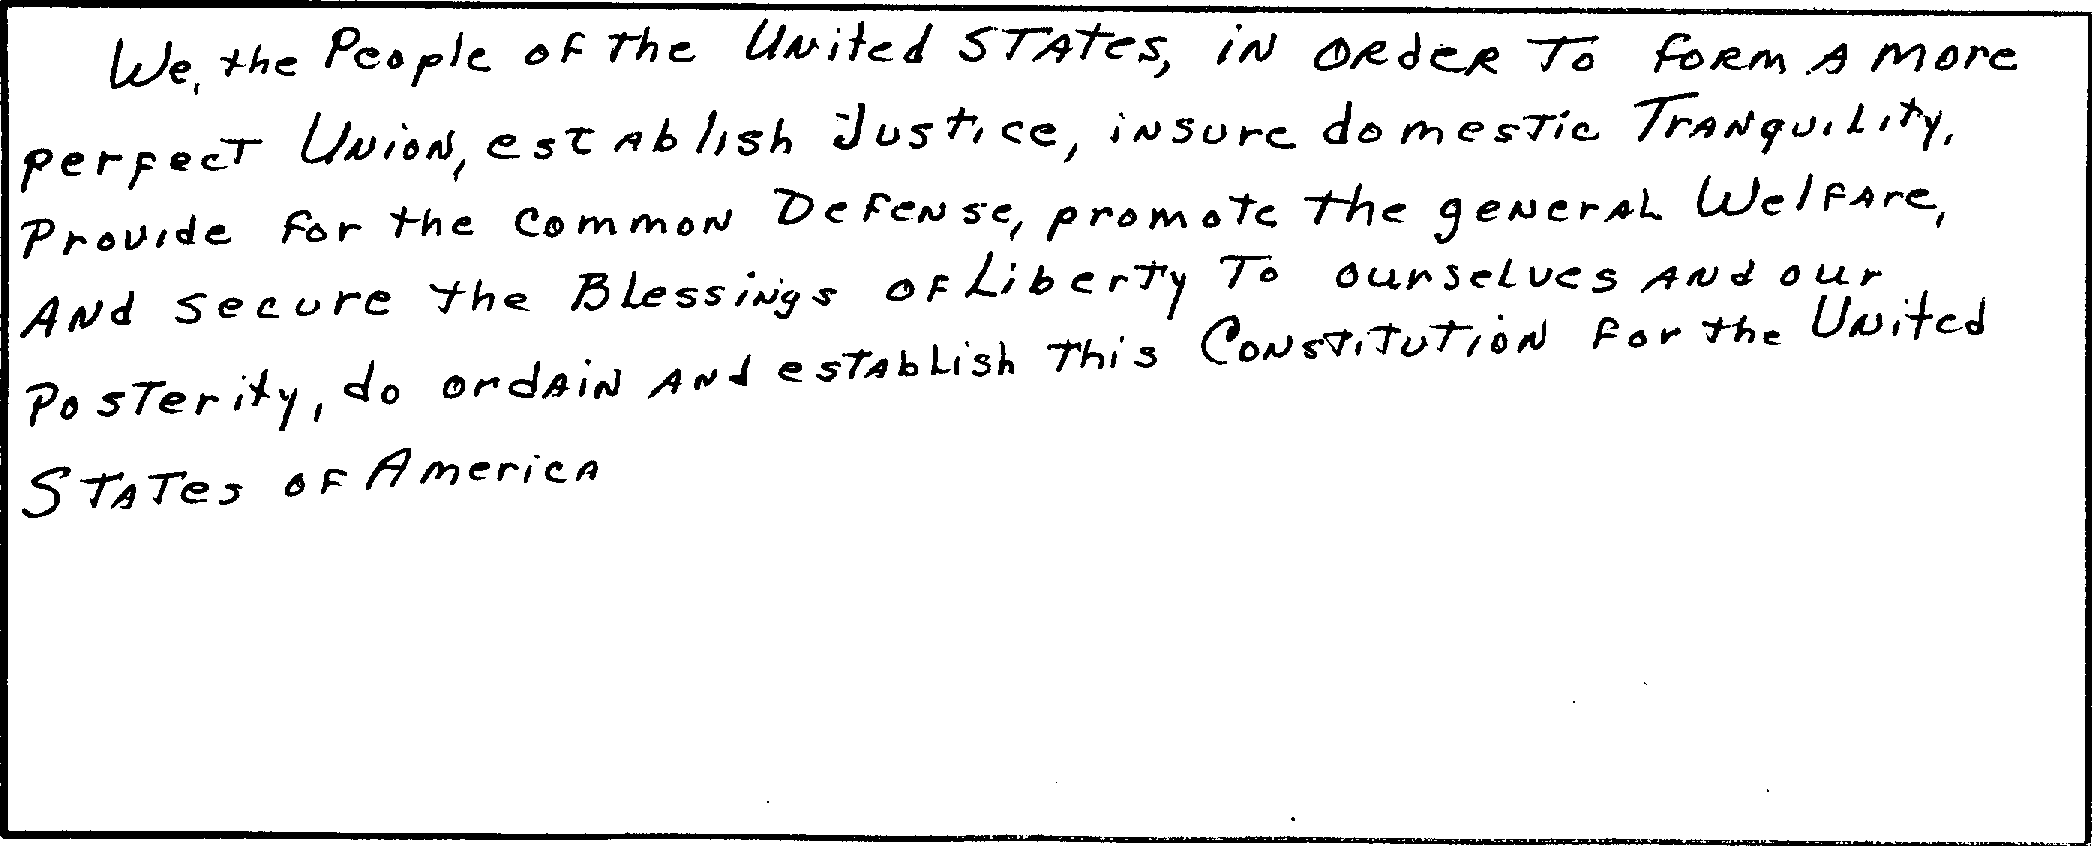 We, the People of the United States, in order to form a more
perfect Union, establish Justice, insure domestic Tranquility,
Provide for the common Defense, promote the general Welfare,
And secure the Blessings of Liberty To ourselves and our
Posterity, do ordain and establish this Constitution for the United
States of America